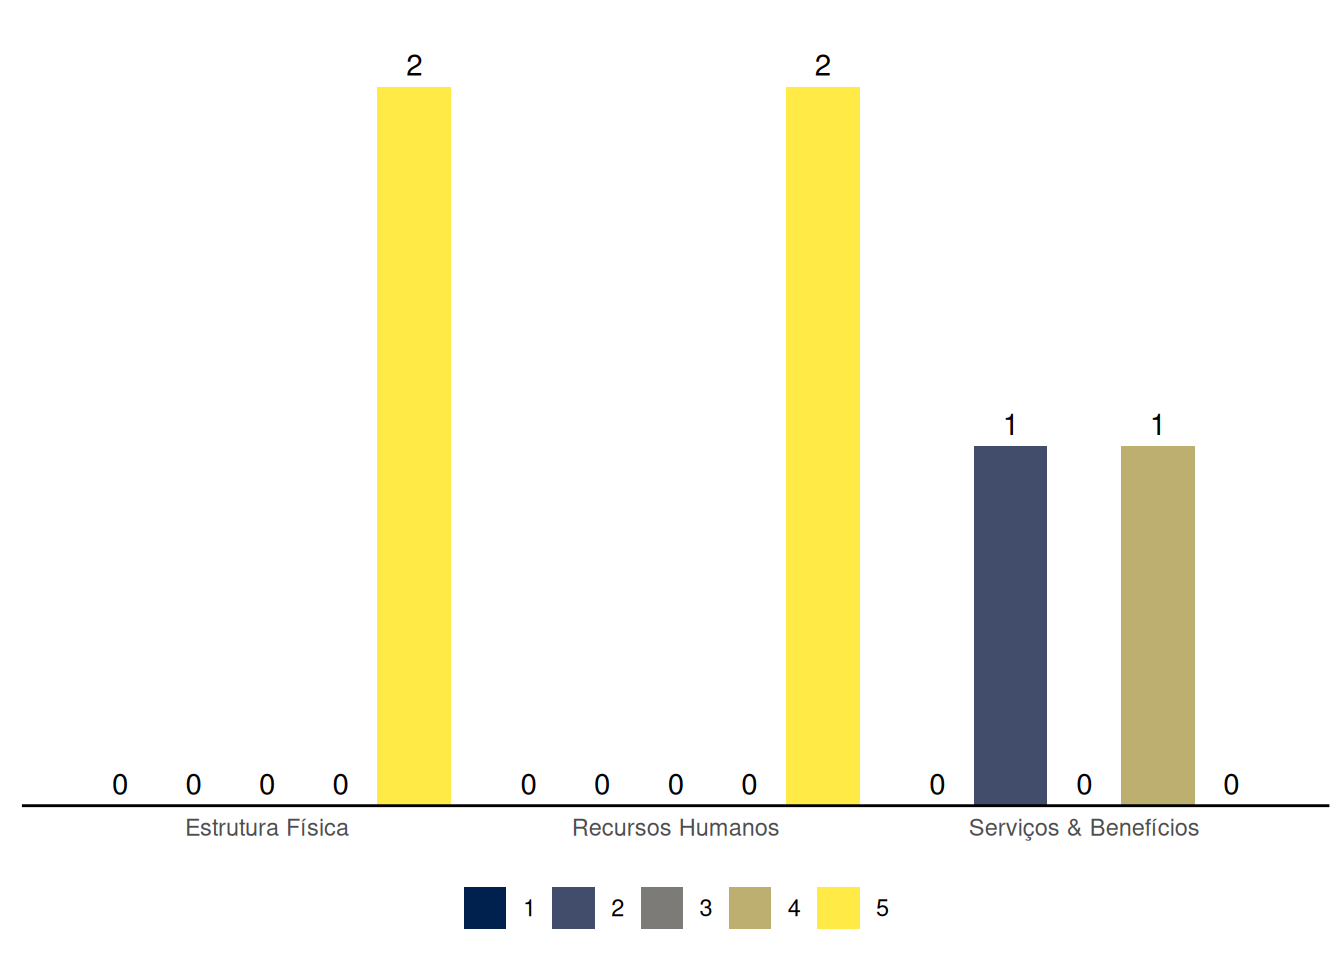 2 2
1 1
0 0 0 0 0 0 0 0 0 0 0
Estrutura Física Recursos Humanos Serviços & Benefícios
1 2 3 4 5